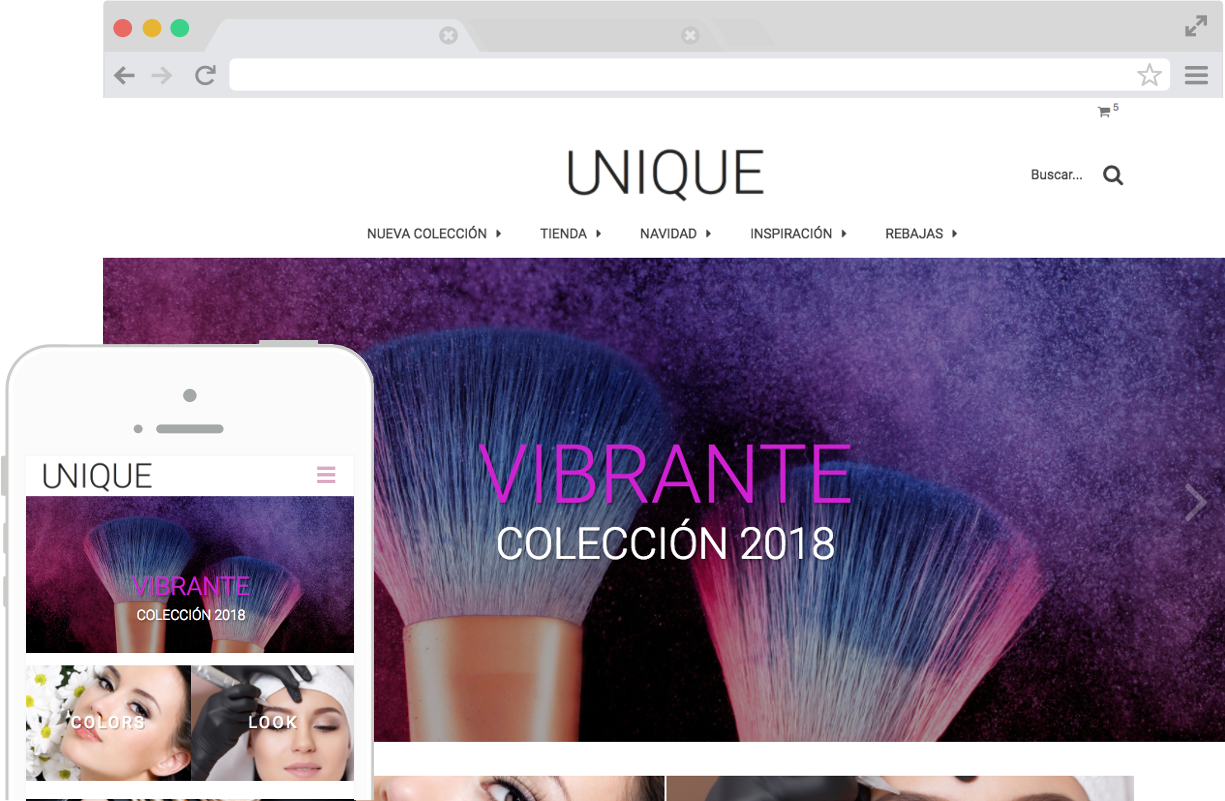 5
UNIQUE
Buscar...
NUEVA COLECCIÓN
TIENDA
NAVIDAD
INSPIRACIÓN
REBAJAS
VIBRANTE
COLECCIÓN 2018
UNIQUE
VIBRANTE
COLECCIÓN 2018
COLORS
LOOK